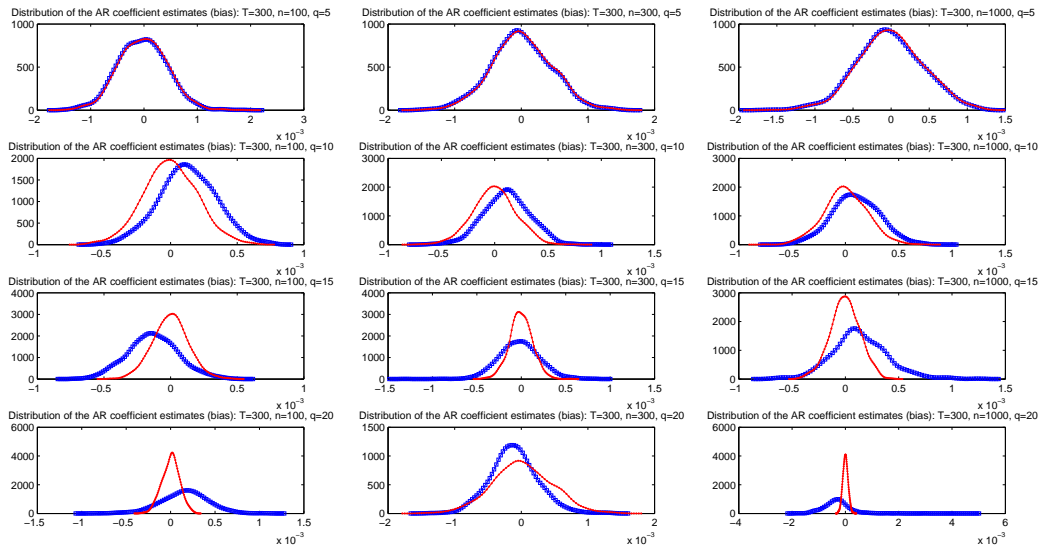 Distribution of the AR coefficient estimates (bias): T=300, n=100, q=5
1000
500
0
−2 −1 0 1 2 3
x 10⁻³
Distribution of the AR coefficient estimates (bias): T=300, n=300, q=5
1000
500
0
−2 −1 0 1 2
x 10⁻³
Distribution of the AR coefficient estimates (bias): T=300, n=1000, q=5
1000
500
0
−2 −1.5 −1 −0.5 0 0.5 1 1.5
x 10⁻³
Distribution of the AR coefficient estimates (bias): T=300, n=100, q=10
2000
1500
1000
500
0
−1 −0.5 0 0.5 1
x 10⁻³
Distribution of the AR coefficient estimates (bias): T=300, n=300, q=10
3000
2000
1000
0
−1 −0.5 0 0.5 1 1.5
x 10⁻³
Distribution of the AR coefficient estimates (bias): T=300, n=1000, q=10
3000
2000
1000
0
−1 −0.5 0 0.5 1 1.5
x 10⁻³
Distribution of the AR coefficient estimates (bias): T=300, n=100, q=15
4000
3000
2000
1000
0
−1 −0.5 0 0.5 1
x 10⁻³
Distribution of the AR coefficient estimates (bias): T=300, n=300, q=15
4000
3000
2000
1000
0
−1.5 −1 −0.5 0 0.5 1 1.5
x 10⁻³
Distribution of the AR coefficient estimates (bias): T=300, n=1000, q=15
3000
2000
1000
0
−1 −0.5 0 0.5 1 1.5
x 10⁻³
Distribution of the AR coefficient estimates (bias): T=300, n=100, q=20
6000
4000
2000
0
−1.5 −1 −0.5 0 0.5 1 1.5
x 10⁻³
Distribution of the AR coefficient estimates (bias): T=300, n=300, q=20
1500
1000
500
0
−2 −1 0 1 2
x 10⁻³
Distribution of the AR coefficient estimates (bias): T=300, n=1000, q=20
6000
4000
2000
0
−4 −2 0 2 4 6
x 10⁻³